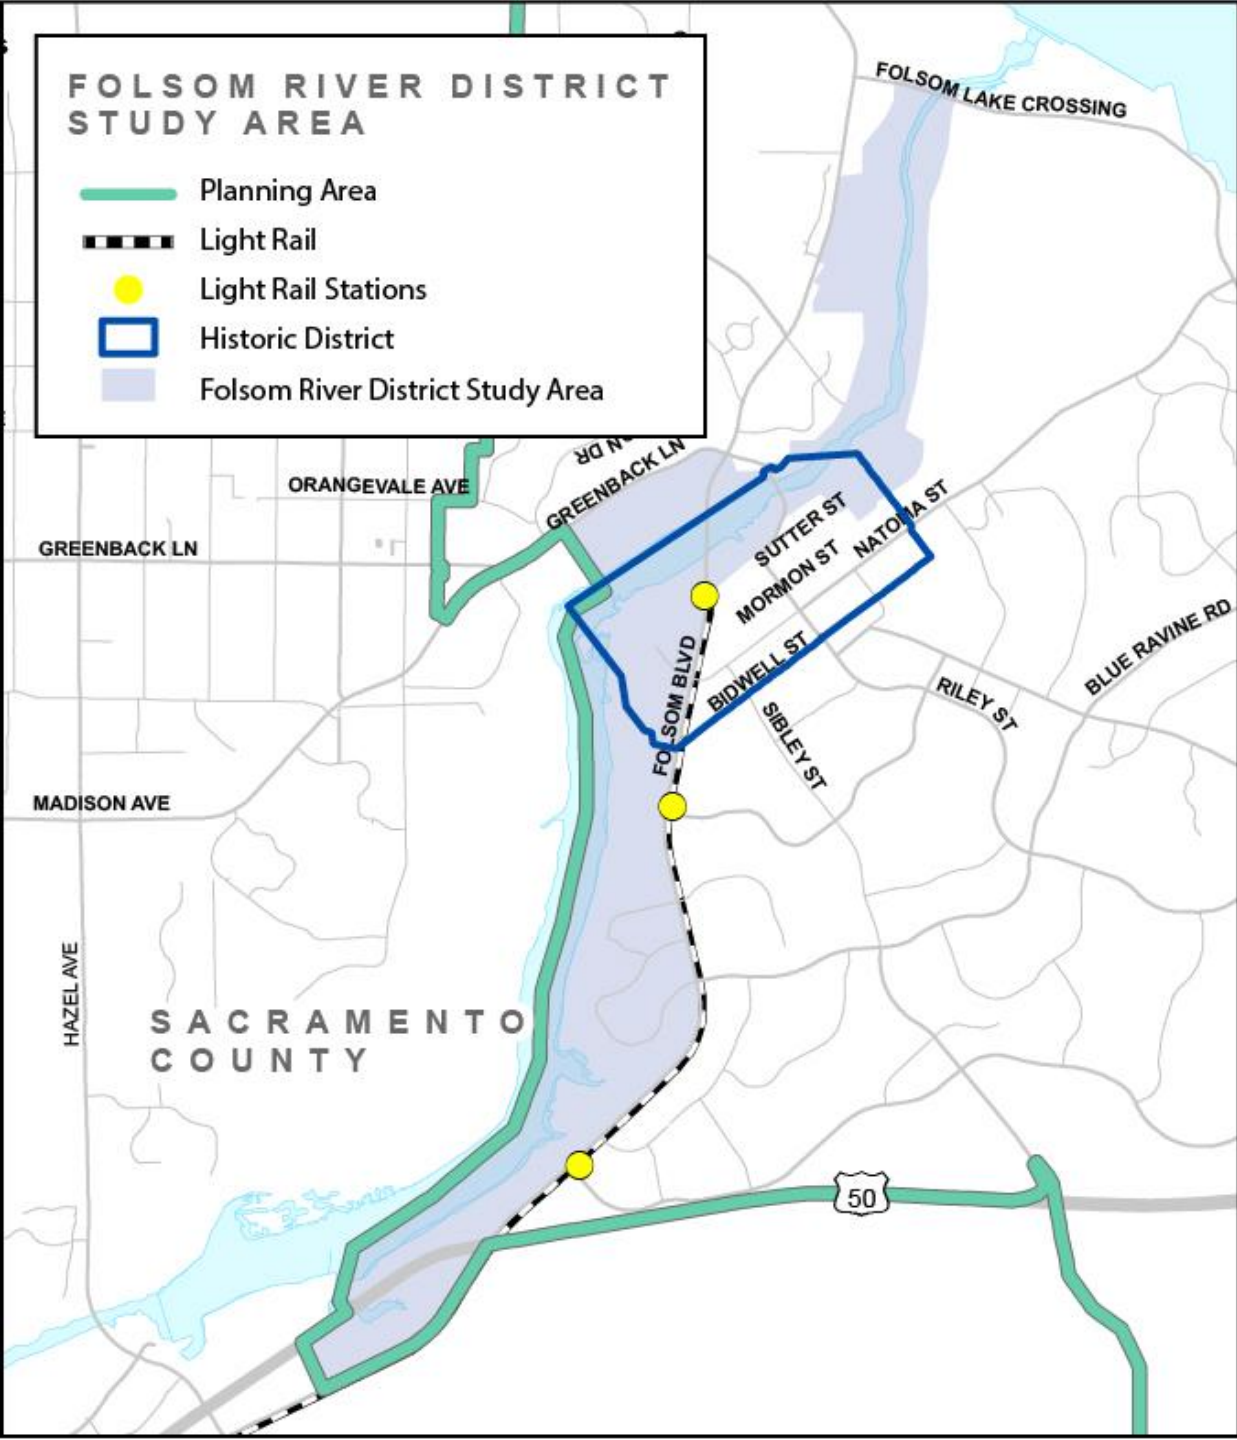 FOLSOM RIVER DISTRICT
STUDY AREA
Planning Area
Light Rail
Light Rail Stations
Historic District
Folsom River District Study Area
FOLSOM LAKE CROSSING
DR
GREENBACK LN
ORANGEVALE AVE
GREENBACK LN
SUTTER ST
NATOMA ST
MORMON ST
BIDWELL ST
FOLSOM BLVD
BLUE RAVINE RD
RILEY ST
SIBLEY ST
MADISON AVE
HAZEL AVE
SACRAMENTO
COUNTY
50